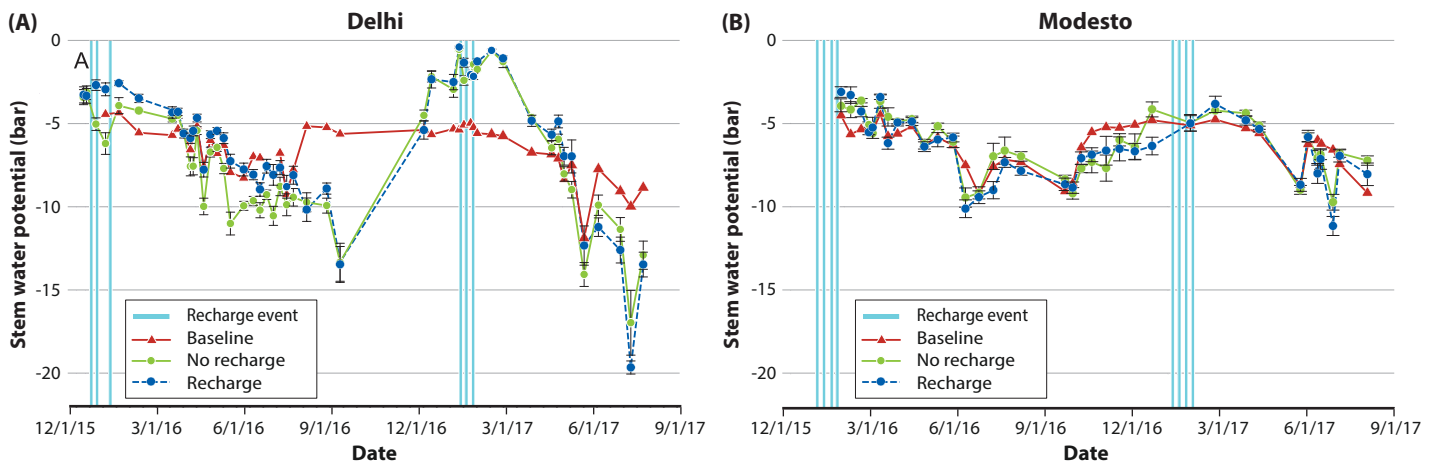 (A) Delhi
A
0
-5
-10
-15
-20
Stem water potential (bar)
Recharge event
Baseline
No recharge
Recharge
12/1/15 3/1/16 6/1/16 9/1/16 12/1/16 3/1/17 6/1/17 9/1/17
Date
(B) Modesto
0
-5
-10
-15
-20
Stem water potential (bar)
Recharge event
Baseline
No recharge
Recharge
12/1/15 3/1/16 6/1/16 9/1/16 12/1/16 3/1/17 6/1/17 9/1/17
Date